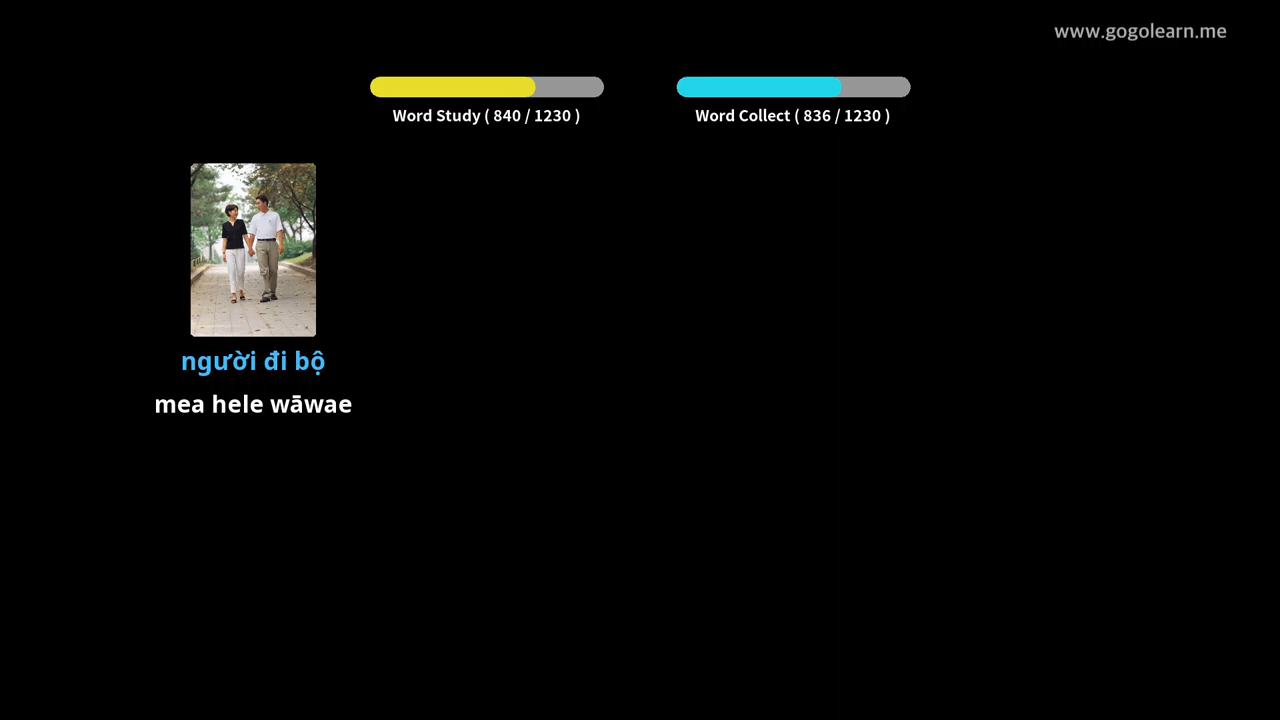 www.gogolearn.me
Word Study ( 840 / 1230 )
Word Collect ( 836 / 1230 )
người đi bộ
mea hele wāwae